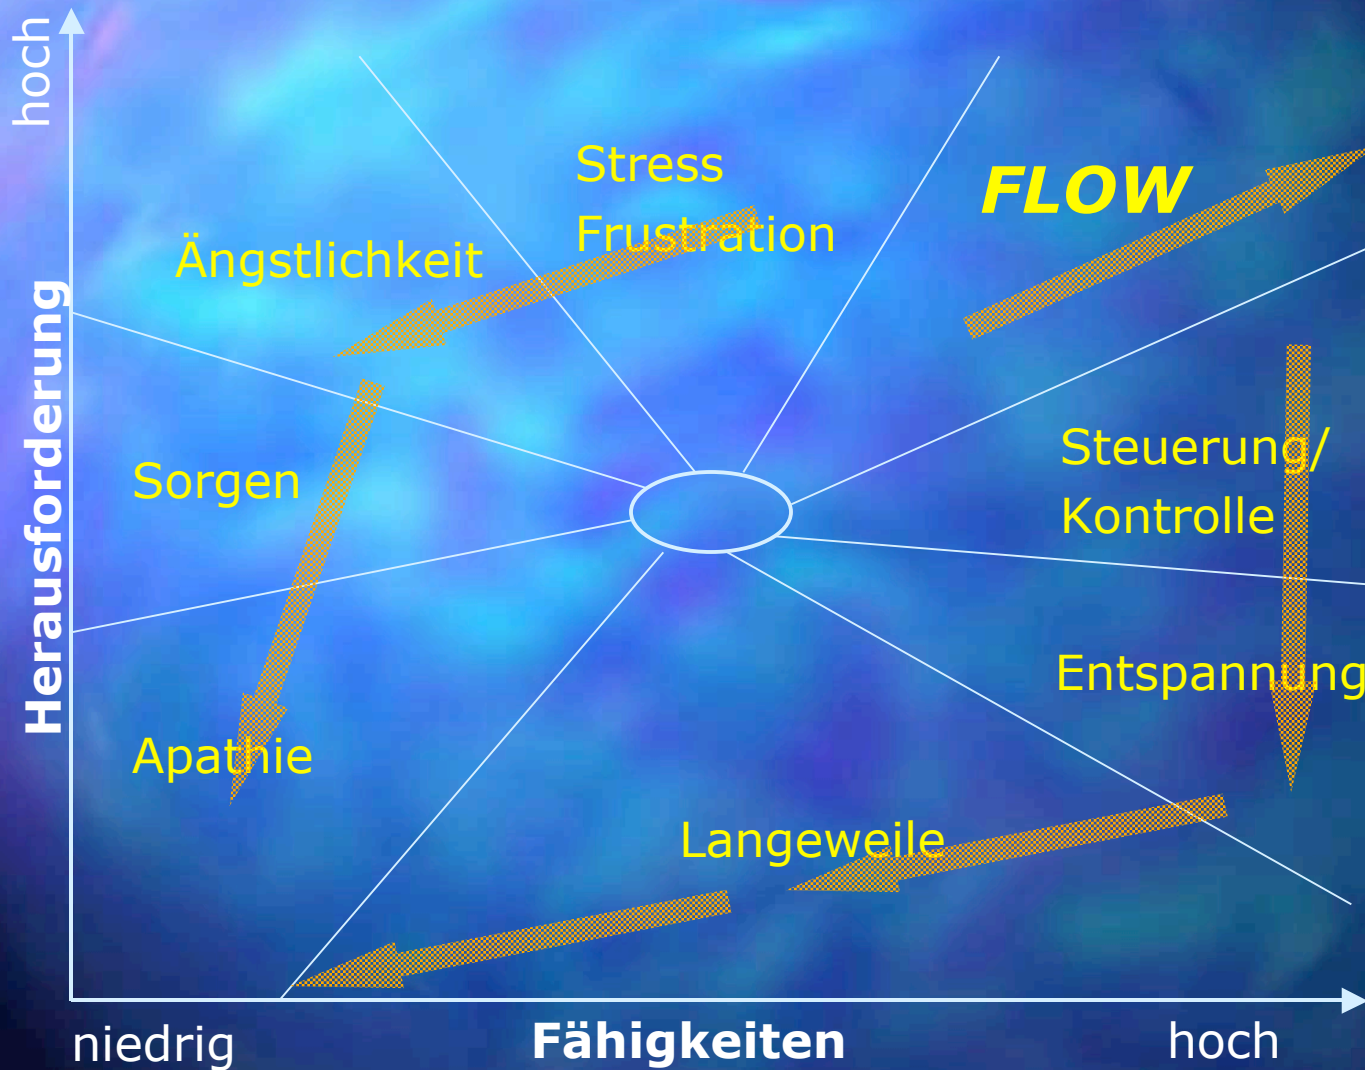 hoch
Stress
Frustration
FLOW
Ängstlichkeit
Herausforderung
Sorgen
Steuerung/
Kontrolle
Entspannung
Apathie
Langeweile
niedrig
Fähigkeiten
hoch